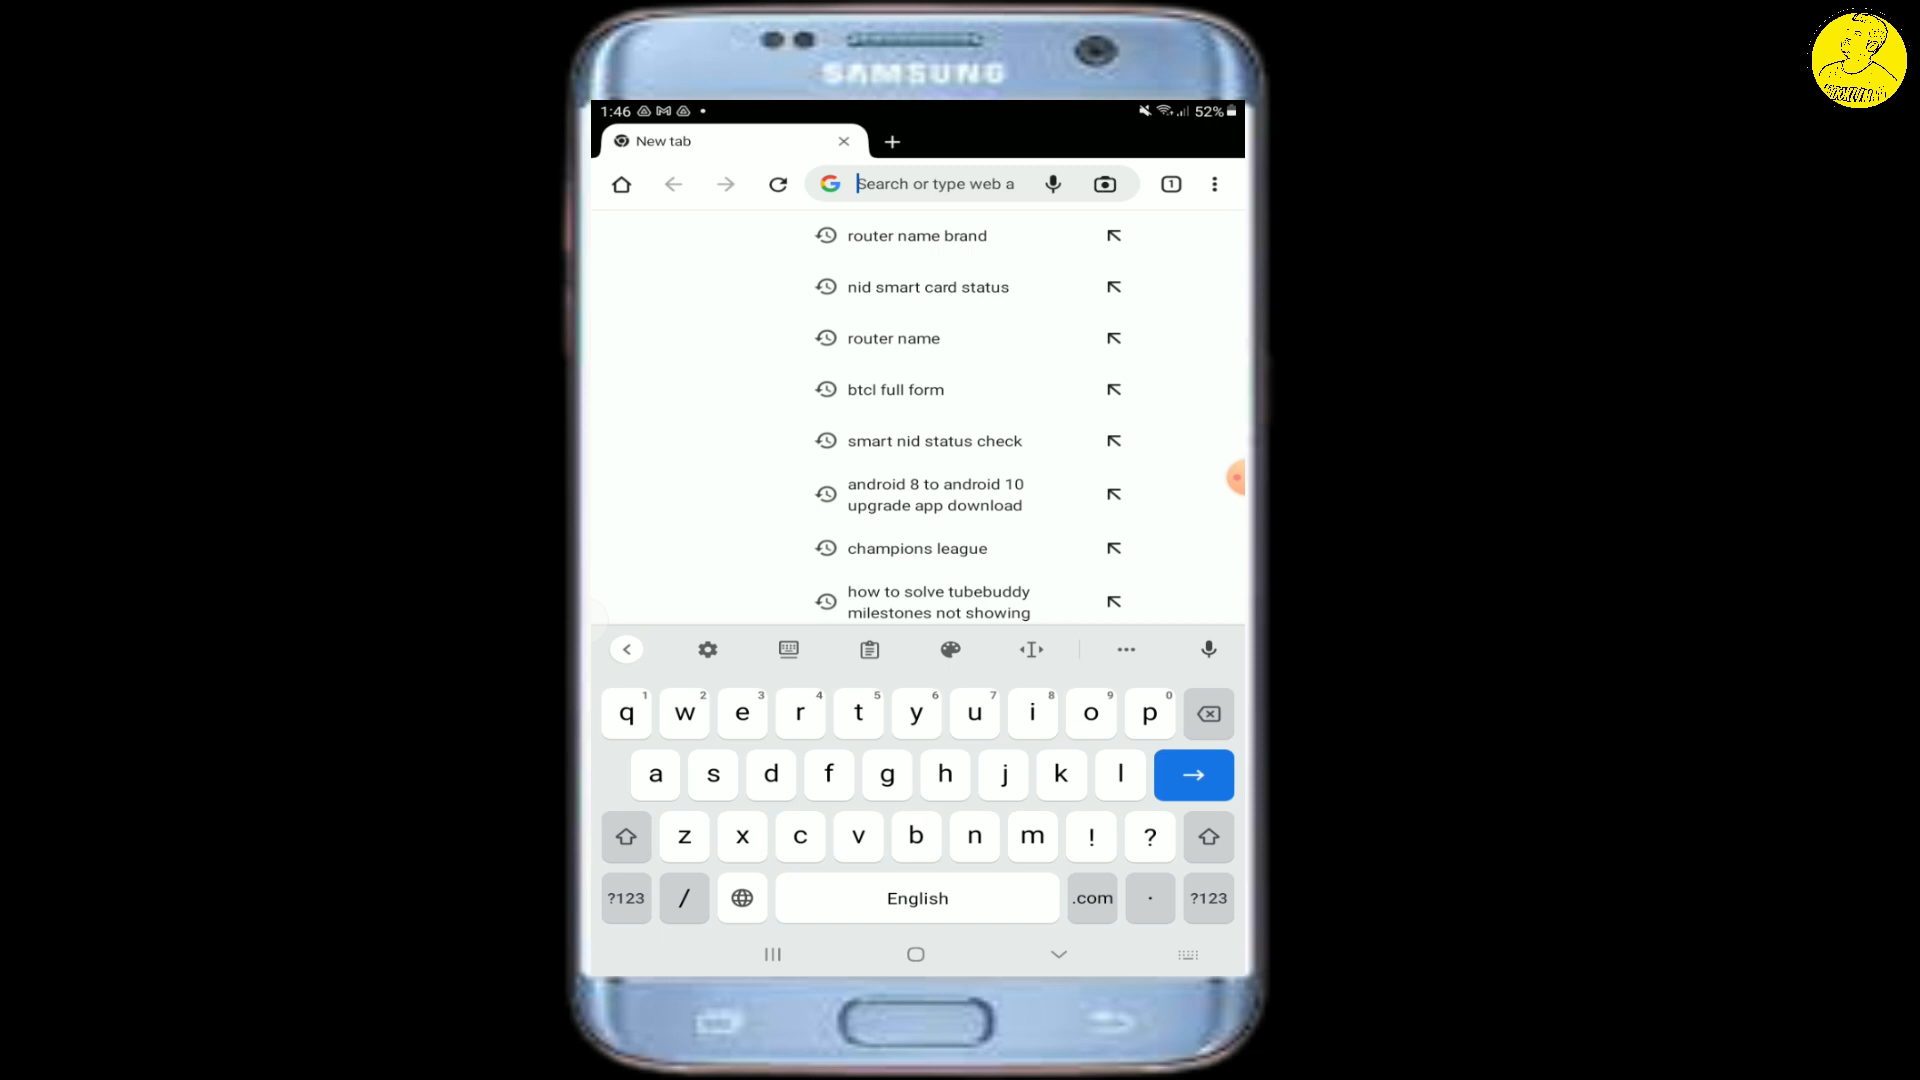 SAMSUNG
1:46
52%
New tab
Search or type web a
1
router name brand
nid smart card status
router name
btcl full form
smart nid status check
android 8 to android 10
upgrade app download
champions league
how to solve tubebuddy
milestones not showing
q 1 w 2 e 3 r 4 t 5 y 6 u 7 i 8 o 9 p 0
a s d f g h j k l
z x c v b n m ! ?
?123 / English .com . ?123